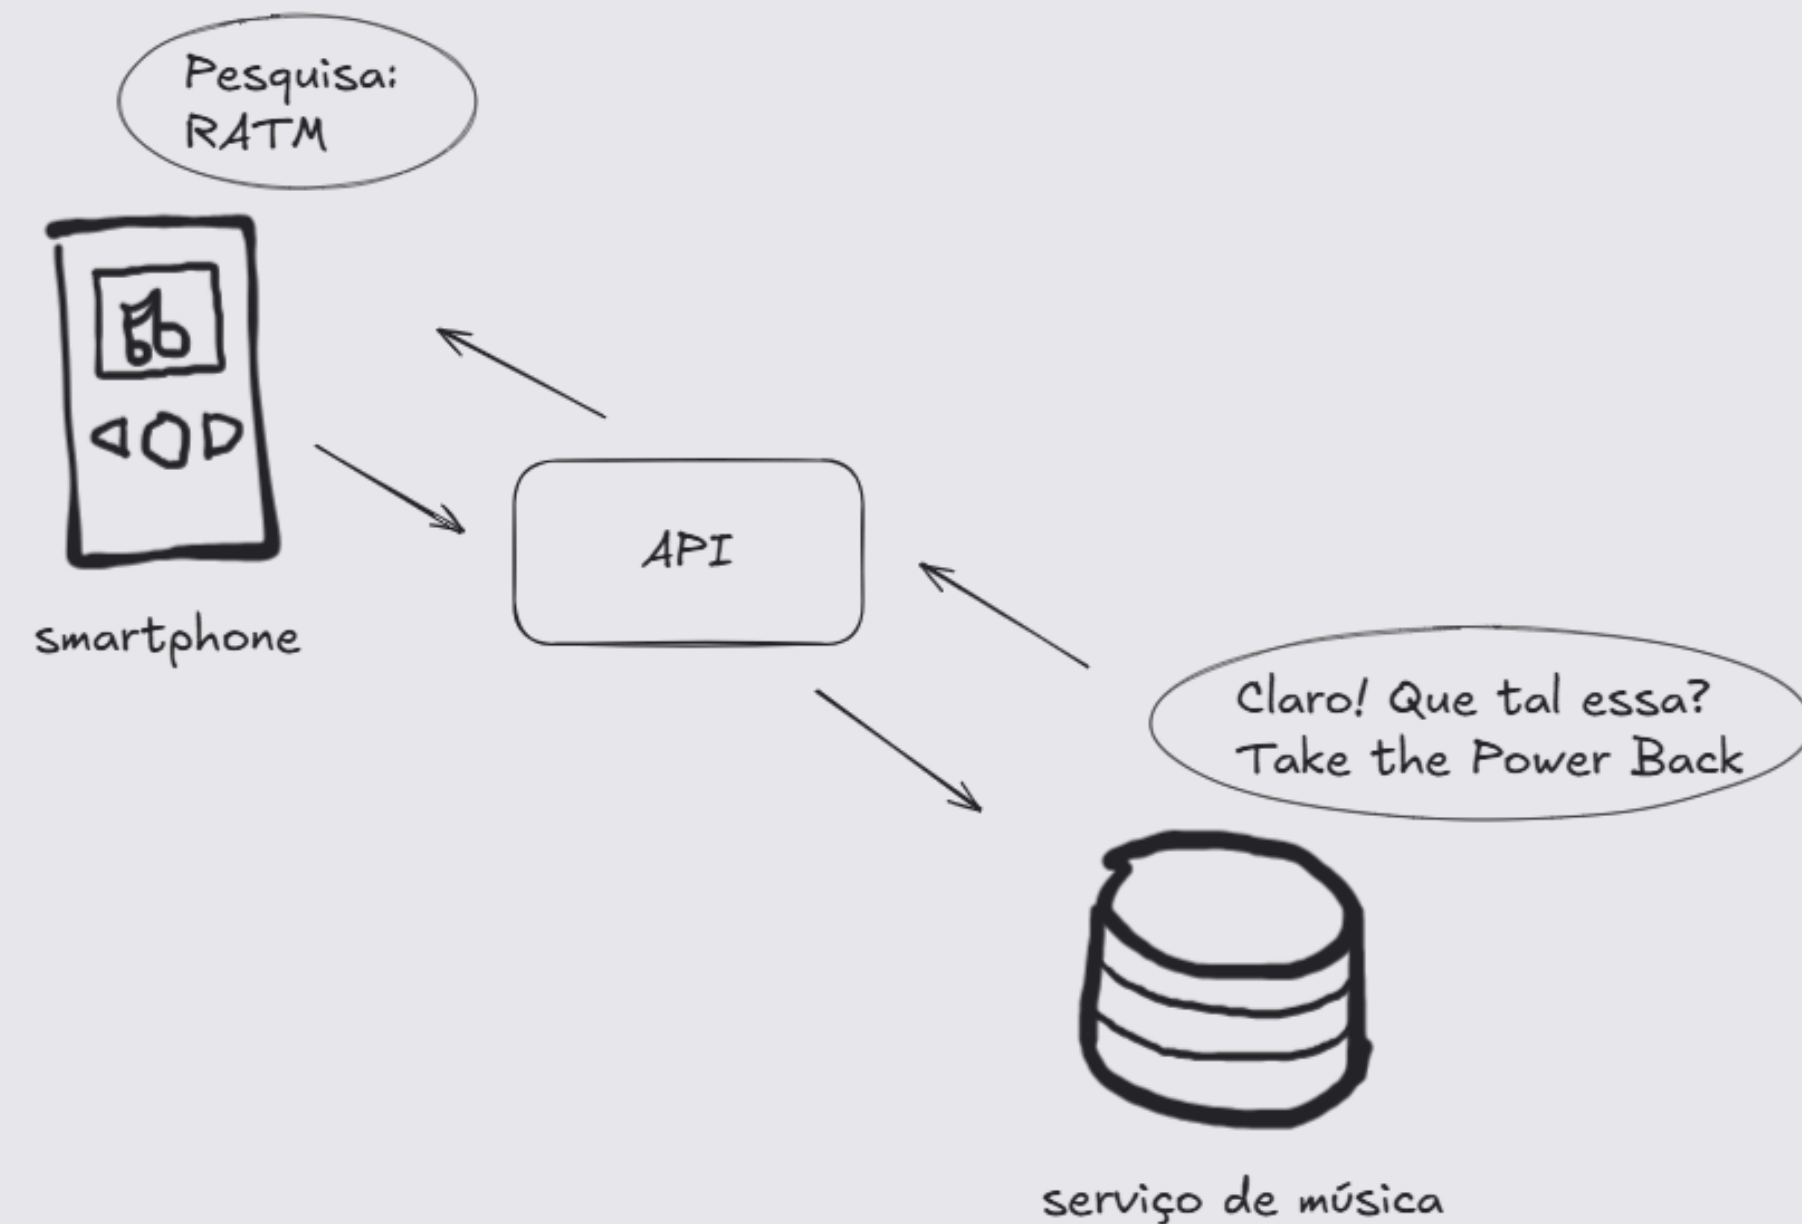 Pesquisa:
RATM
smartphone
API
Claro! Que tal essa?
Take the Power Back
serviço de música